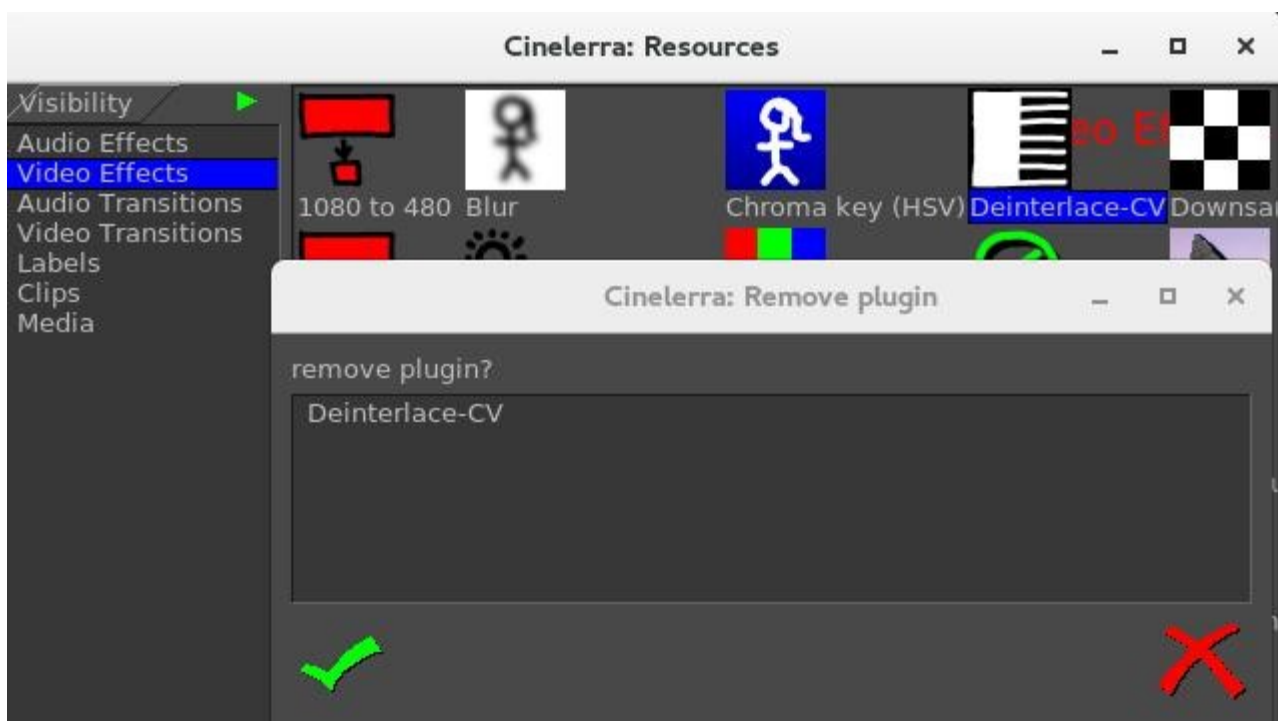 Cinelerra: Resources
Visibility
Audio Effects
Video Effects
Audio Transitions
Video Transitions
Labels
Clips
Media
1080 to 480
Blur
Chroma key (HSV)
Deinterlace-CV
Cinelerra: Remove plugin
remove plugin?
Deinterlace-CV